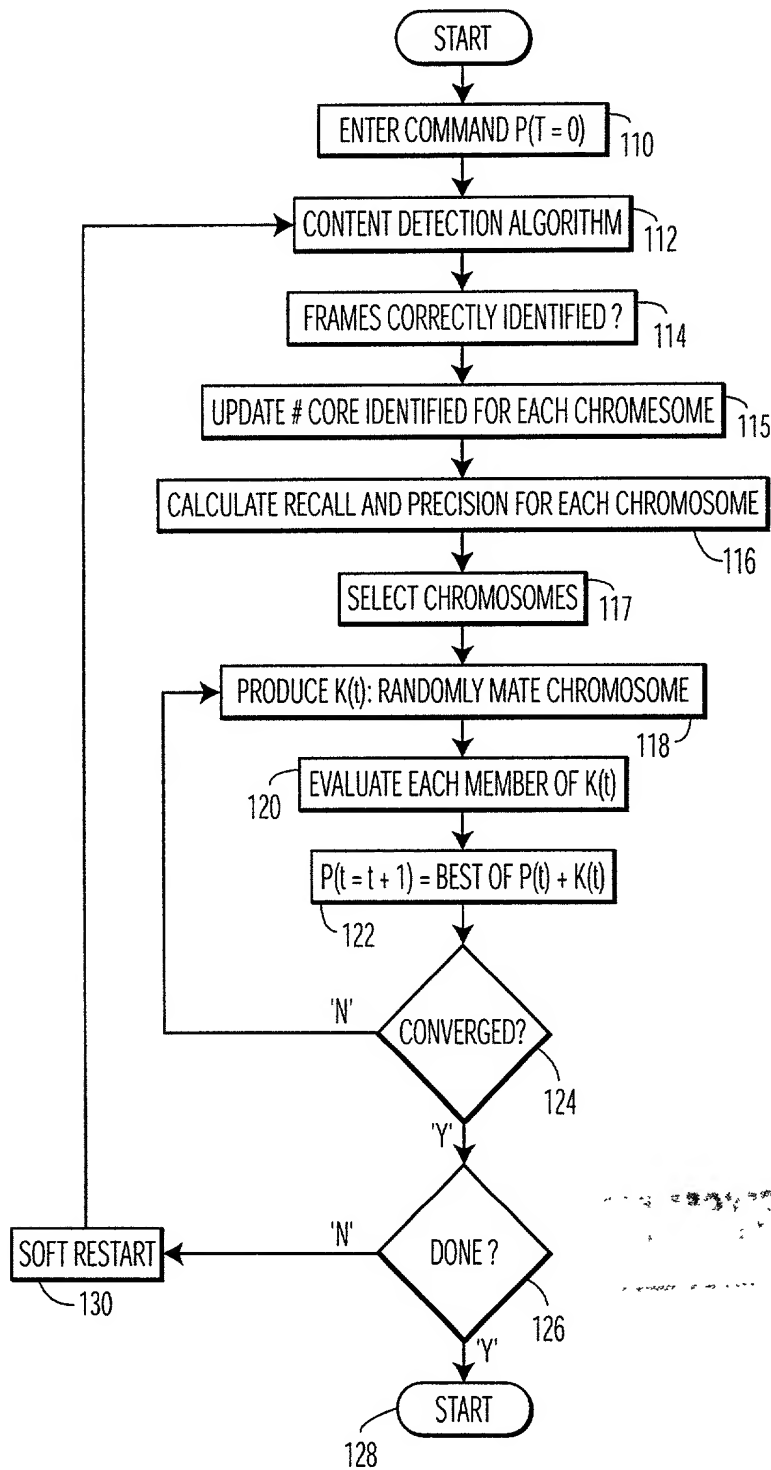 START
ENTER COMMAND P(T = 0)
110
CONTENT DETECTION ALGORITHM
112
FRAMES CORRECTLY IDENTIFIED ?
114
UPDATE # CORE IDENTIFIED FOR EACH CHROMESOME
115
CALCULATE RECALL AND PRECISION FOR EACH CHROMOSOME
116
SELECT CHROMOSOMES
117
PRODUCE K(t): RANDOMLY MATE CHROMOSOME
118
120
EVALUATE EACH MEMBER OF K(t)
P(t = t + 1) = BEST OF P(t) + K(t)
122
'N'
CONVERGED?
124
'Y'
SOFT RESTART
130
'N'
DONE ?
126
'Y'
START
128